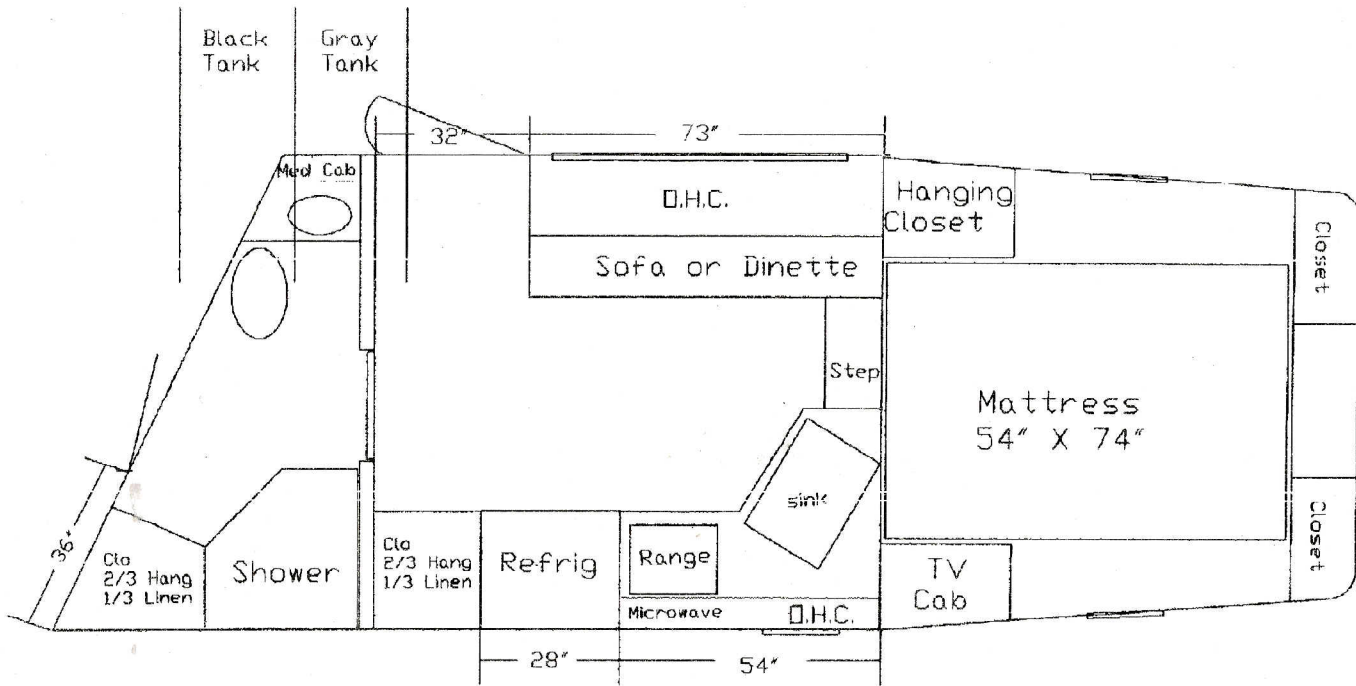 Black
Tank
Gray
Tank
32"
73"
Med Cab
O.H.C.
Hanging
Closet
Closet
Sofa or Dinette
Step
Mattress
54" X 74"
sink
36"
Clo
2/3 Hang
1/3 Linen
Shower
Clo
2/3 Hang
1/3 Linen
Refrig
Range
Microwave
O.H.C.
TV
Cab
Closet
28"
54"